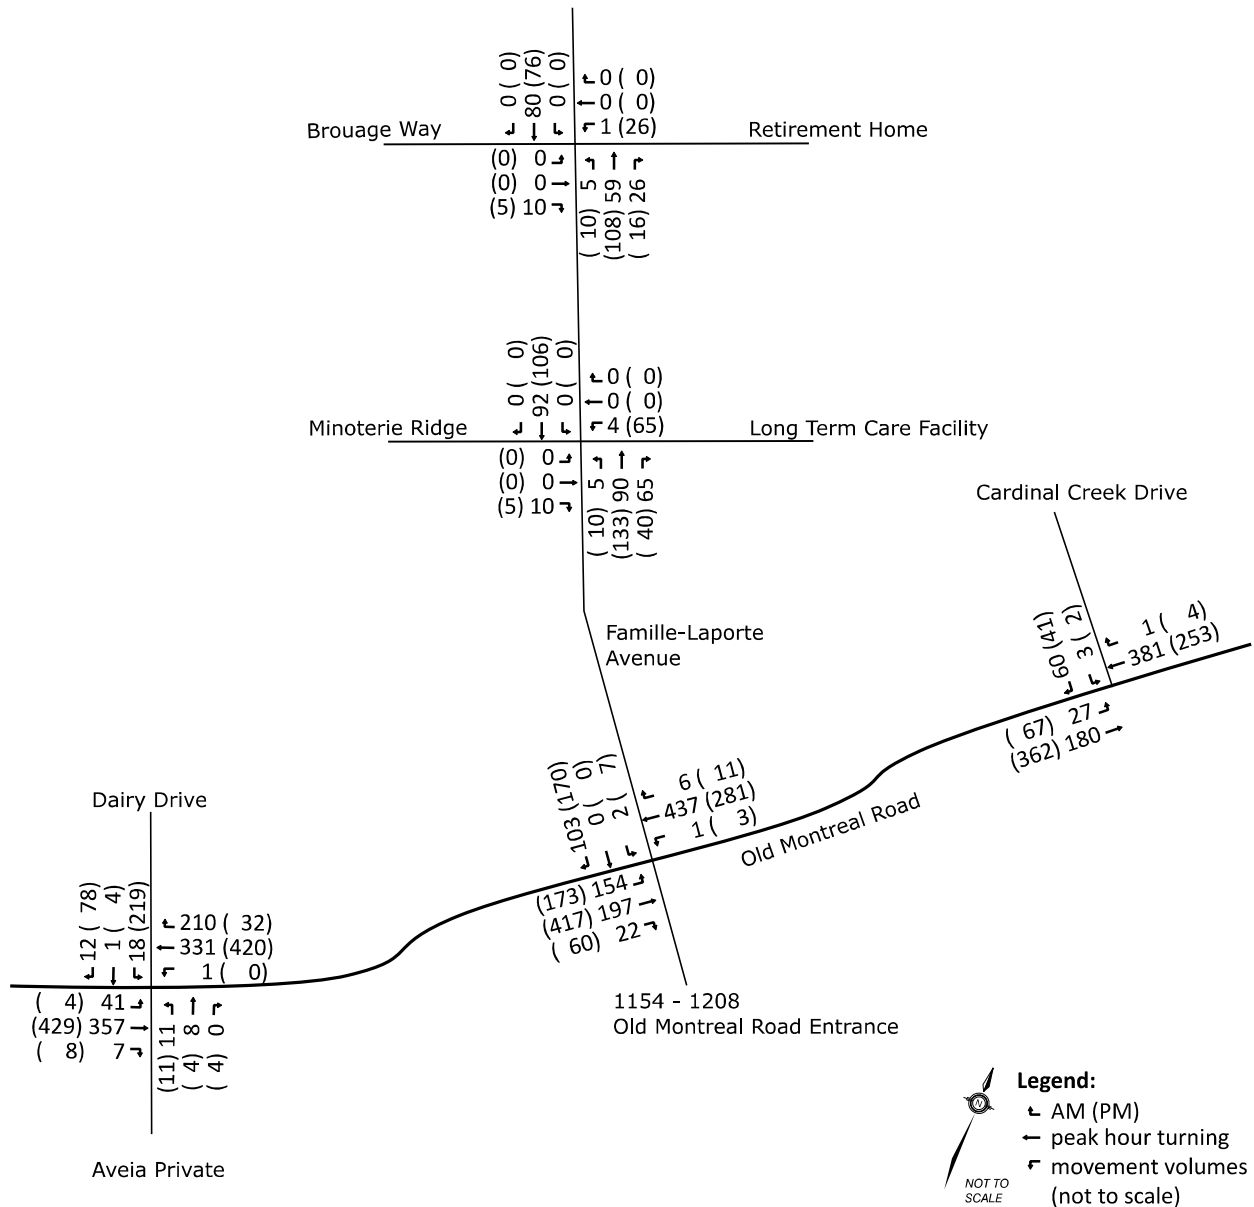 0 ( 0)
80 (76)
0 ( 0)
0 ( 0)
0 ( 0)
1 (26)
Brouage Way
Retirement Home
(0) 0
(0) 0
(5) 10
( 10) 5
(108) 59
( 16) 26
0 ( 0)
92 (106)
0 ( 0)
0 ( 0)
0 ( 0)
4 (65)
Minoterie Ridge
Long Term Care Facility
(0) 0
(0) 0
(5) 10
( 10) 5
(133) 90
( 40) 65
Cardinal Creek Drive
60 (41)
3 ( 2)
1 ( 4)
381 (253)
( 67) 27
(362) 180
Famille-Laporte
Avenue
103 (170)
0 ( 0)
2 ( 7)
6 ( 11)
437 (281)
1 ( 3)
Old Montreal Road
(173) 154
(417) 197
( 60) 22
1154 - 1208
Old Montreal Road Entrance
Dairy Drive
12 ( 78)
1 ( 4)
18 (219)
210 ( 32)
331 (420)
1 ( 0)
( 4) 41
(429) 357
( 8) 7
(11) 11
( 4) 8
( 4) 0
Aveia Private
N
NOT TO
SCALE
Legend:
AM (PM)
peak hour turning
movement volumes
(not to scale)